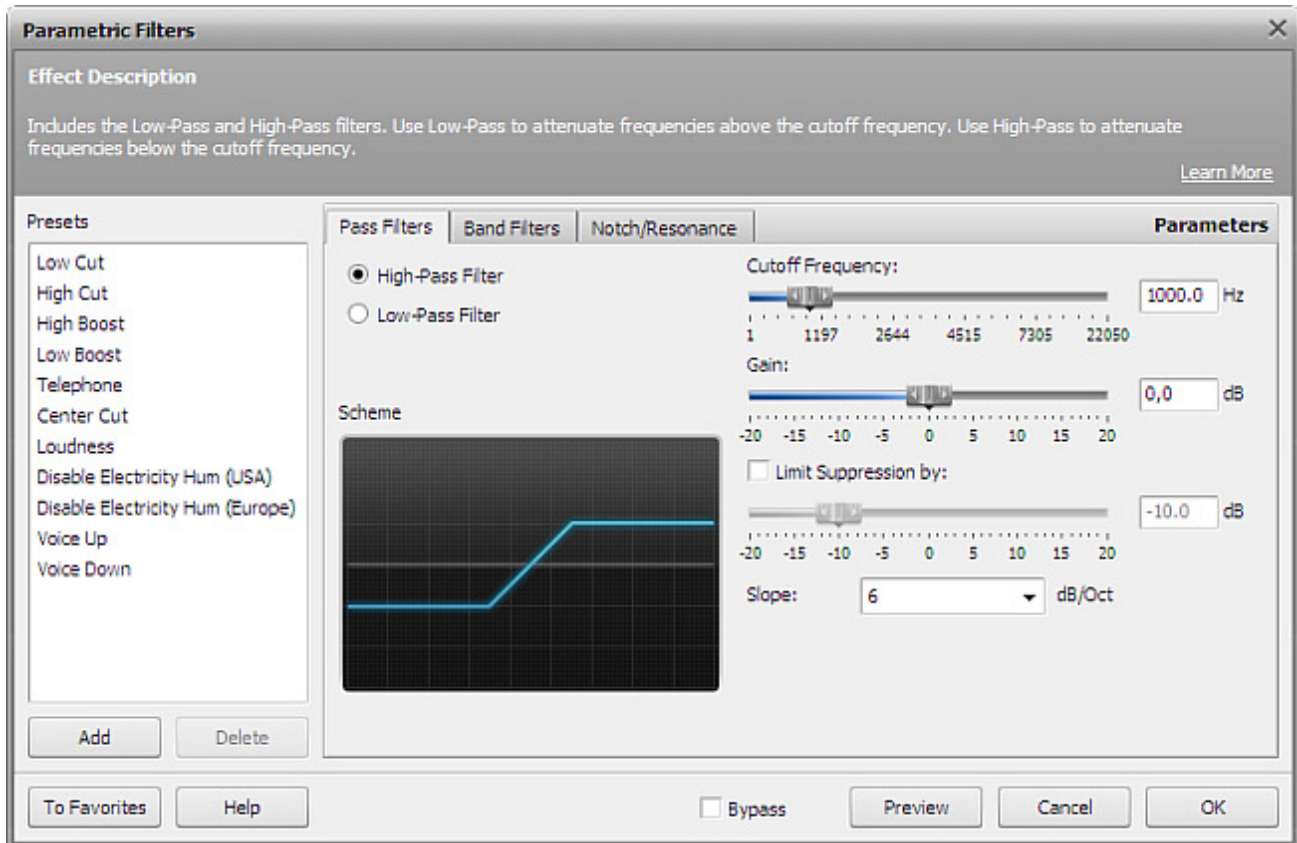 Parametric Filters
Effect Description
Includes the Low-Pass and High-Pass filters. Use Low-Pass to attenuate frequencies above the cutoff frequency. Use High-Pass to attenuate
frequencies below the cutoff frequency.
Learn More
Presets
Low Cut
High Cut
High Boost
Low Boost
Telephone
Center Cut
Loudness
Disable Electricity Hum (USA)
Disable Electricity Hum (Europe)
Voice Up
Voice Down
Add Delete
Pass Filters Band Filters Notch/Resonance Parameters
High-Pass Filter
Low-Pass Filter
Scheme
Cutoff Frequency:
1000.0 Hz
1 1197 2644 4515 7305 22050
Gain:
0,0 dB
-20 -15 -10 -5 0 5 10 15 20
Limit Suppression by:
-10.0 dB
-20 -15 -10 -5 0 5 10 15 20
Slope: 6 dB/Oct
To Favorites Help Bypass Preview Cancel OK